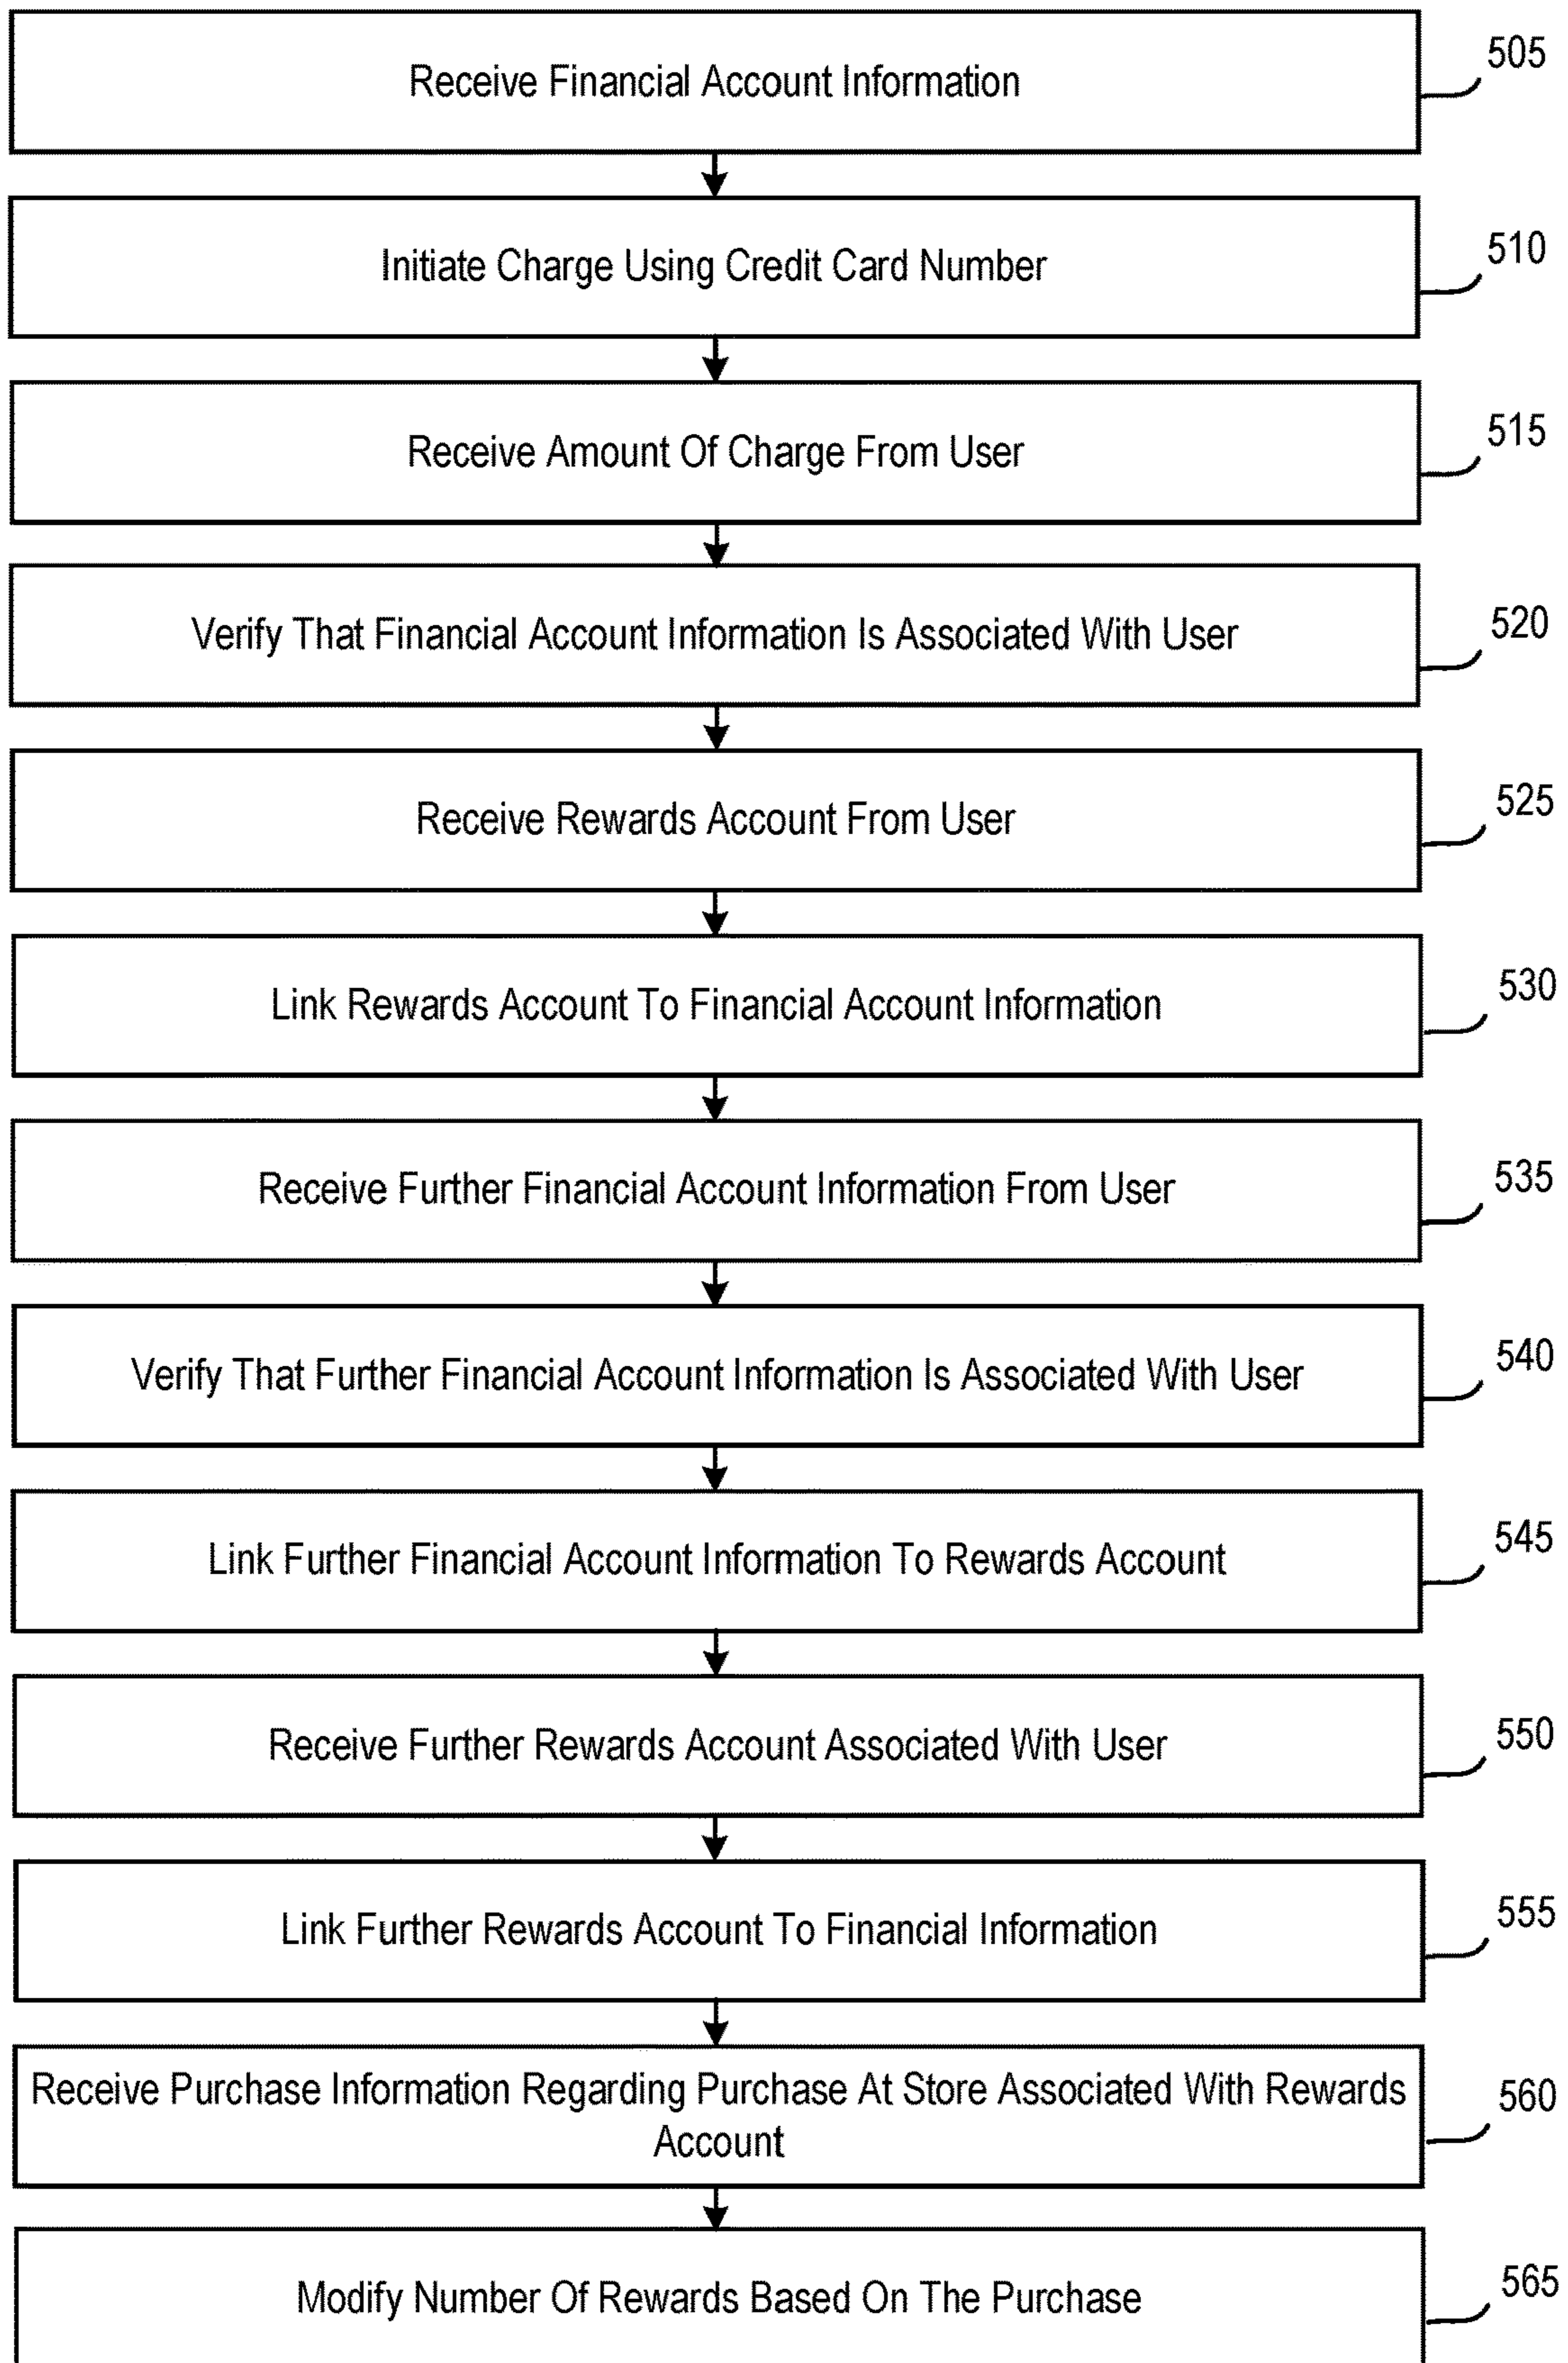 Receive Financial Account Information
505
Initiate Charge Using Credit Card Number
510
Receive Amount Of Charge From User
515
Verify That Financial Account Information Is Associated With User
520
Receive Rewards Account From User
525
Link Rewards Account To Financial Account Information
530
Receive Further Financial Account Information From User
535
Verify That Further Financial Account Information Is Associated With User
540
Link Further Financial Account Information To Rewards Account
545
Receive Further Rewards Account Associated With User
550
Link Further Rewards Account To Financial Information
555
Receive Purchase Information Regarding Purchase At Store Associated With Rewards
Account
560
Modify Number Of Rewards Based On The Purchase
565